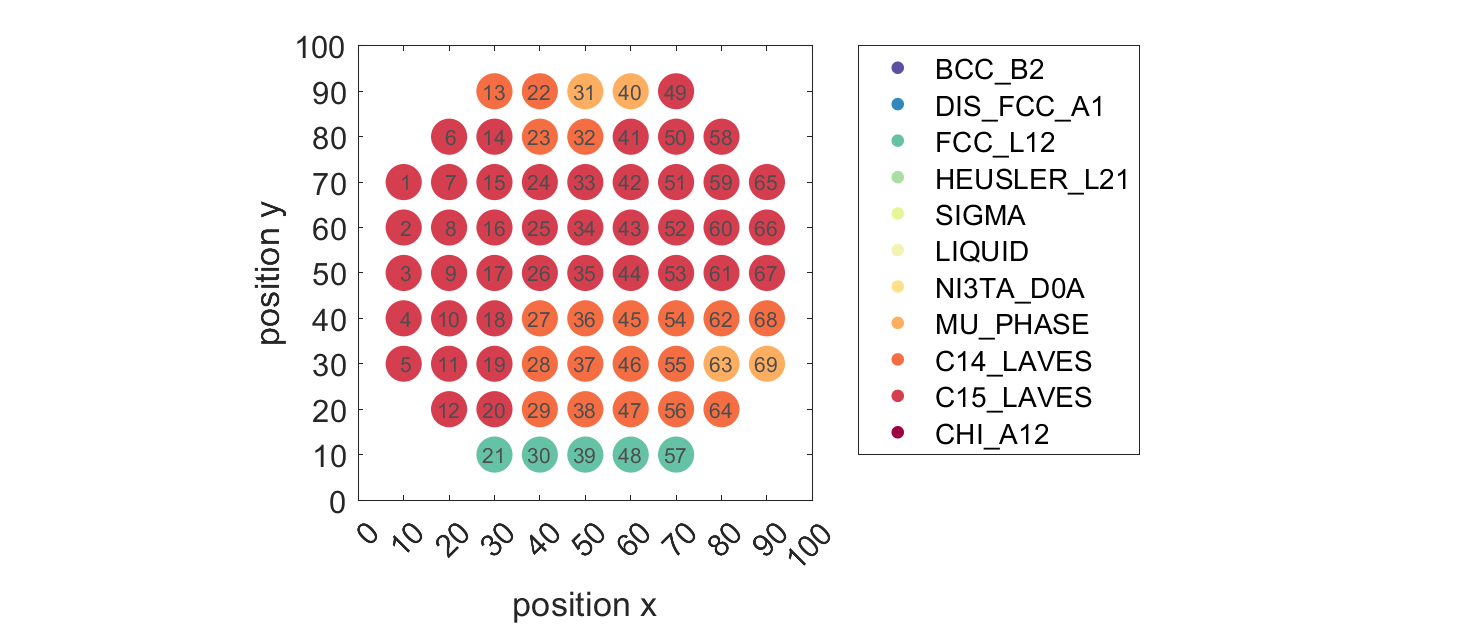 100
90
80
70
60
50
40
30
20
10
0
position y
13 22 31 40 49
6 14 23 32 41 50 58
1 7 15 24 33 42 51 59 65
2 8 16 25 34 43 52 60 66
3 9 17 26 35 44 53 61 67
4 10 18 27 36 45 54 62 68
5 11 19 28 37 46 55 63 69
12 20 29 38 47 56 64
21 30 39 48 57
0 10 20 30 40 50 60 70 80 90 100
position x
BCC_B2
DIS_FCC_A1
FCC_L12
HEUSLER_L21
SIGMA
LIQUID
NI3TA_D0A
MU_PHASE
C14_LAVES
C15_LAVES
CHI_A12